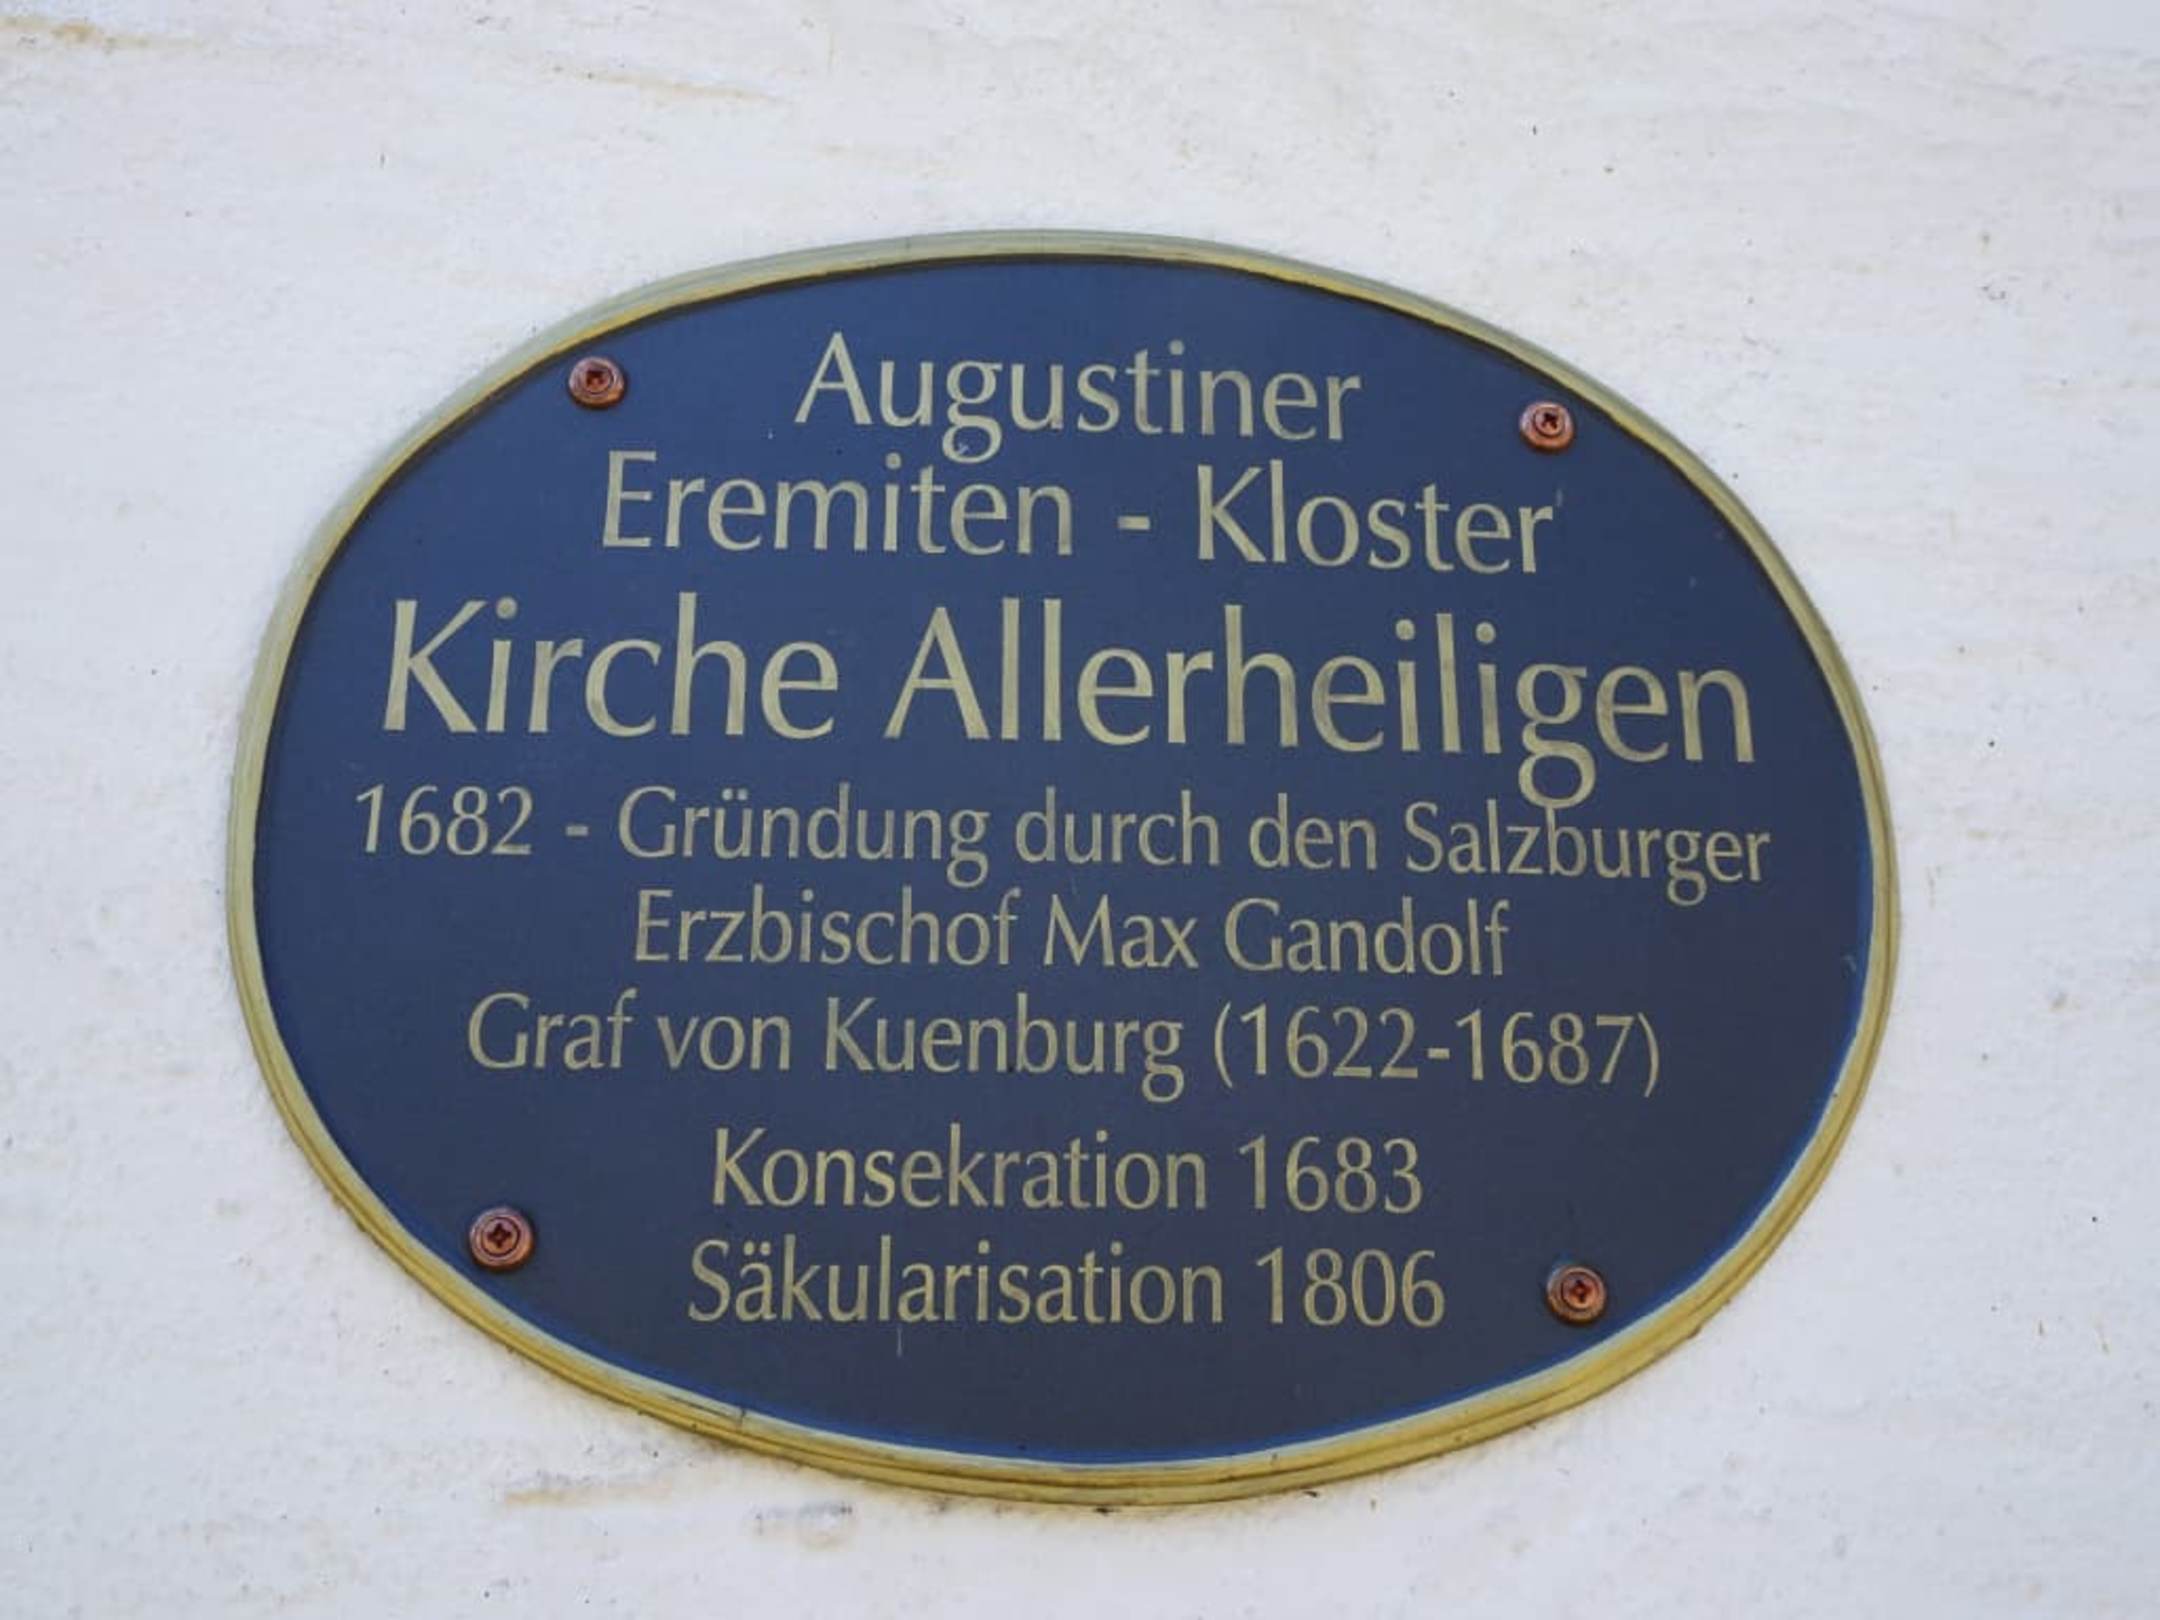 Augustiner
Eremiten - Kloster
Kirche Allerheiligen
1682 - Gründung durch den Salzburger
Erzbischof Max Gandolf
Graf von Kuenburg (1622-1687)
Konsekration 1683
Säkularisation 1806